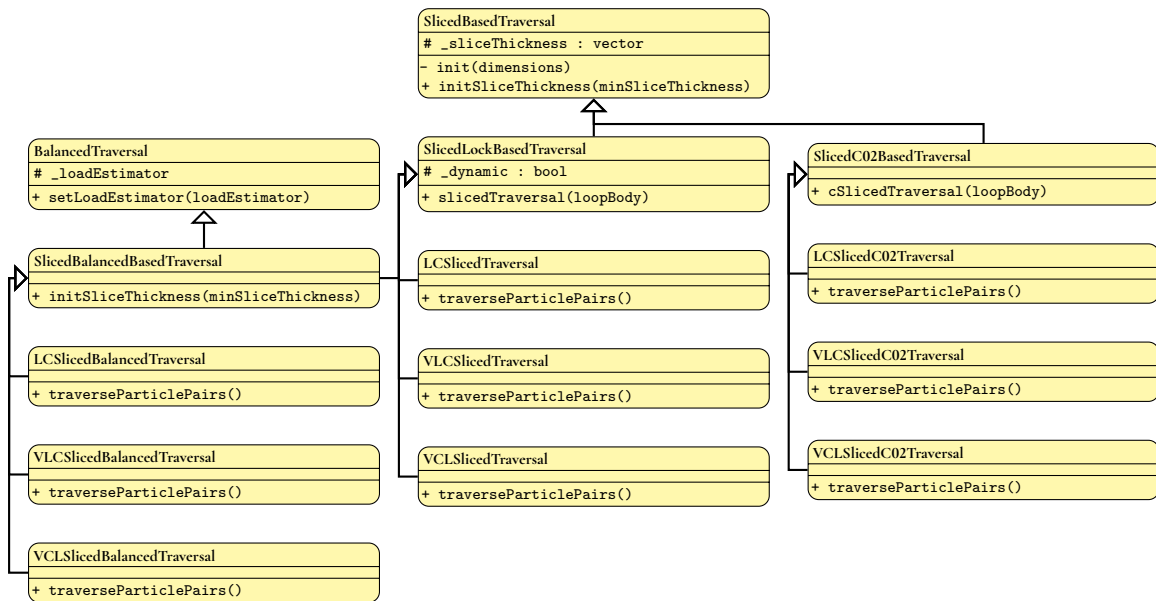 SlicedBasedTraversal
# _sliceThickness : vector
- init(dimensions)
+ initSliceThickness(minSliceThickness)
BalancedTraversal
# _loadEstimator
+ setLoadEstimator(loadEstimator)
SlicedBalancedBasedTraversal
+ initSliceThickness(minSliceThickness)
LCSlicedBalancedTraversal
+ traverseParticlePairs()
VLCSlicedBalancedTraversal
+ traverseParticlePairs()
VCLSlicedBalancedTraversal
+ traverseParticlePairs()
SlicedLockBasedTraversal
# _dynamic : bool
+ slicedTraversal(loopBody)
LCSlicedTraversal
+ traverseParticlePairs()
VLCSlicedTraversal
+ traverseParticlePairs()
VCLSlicedTraversal
+ traverseParticlePairs()
SlicedC02BasedTraversal
+ cSlicedTraversal(loopBody)
LCSlicedC02Traversal
+ traverseParticlePairs()
VLCSlicedC02Traversal
+ traverseParticlePairs()
VCLSlicedC02Traversal
+ traverseParticlePairs()